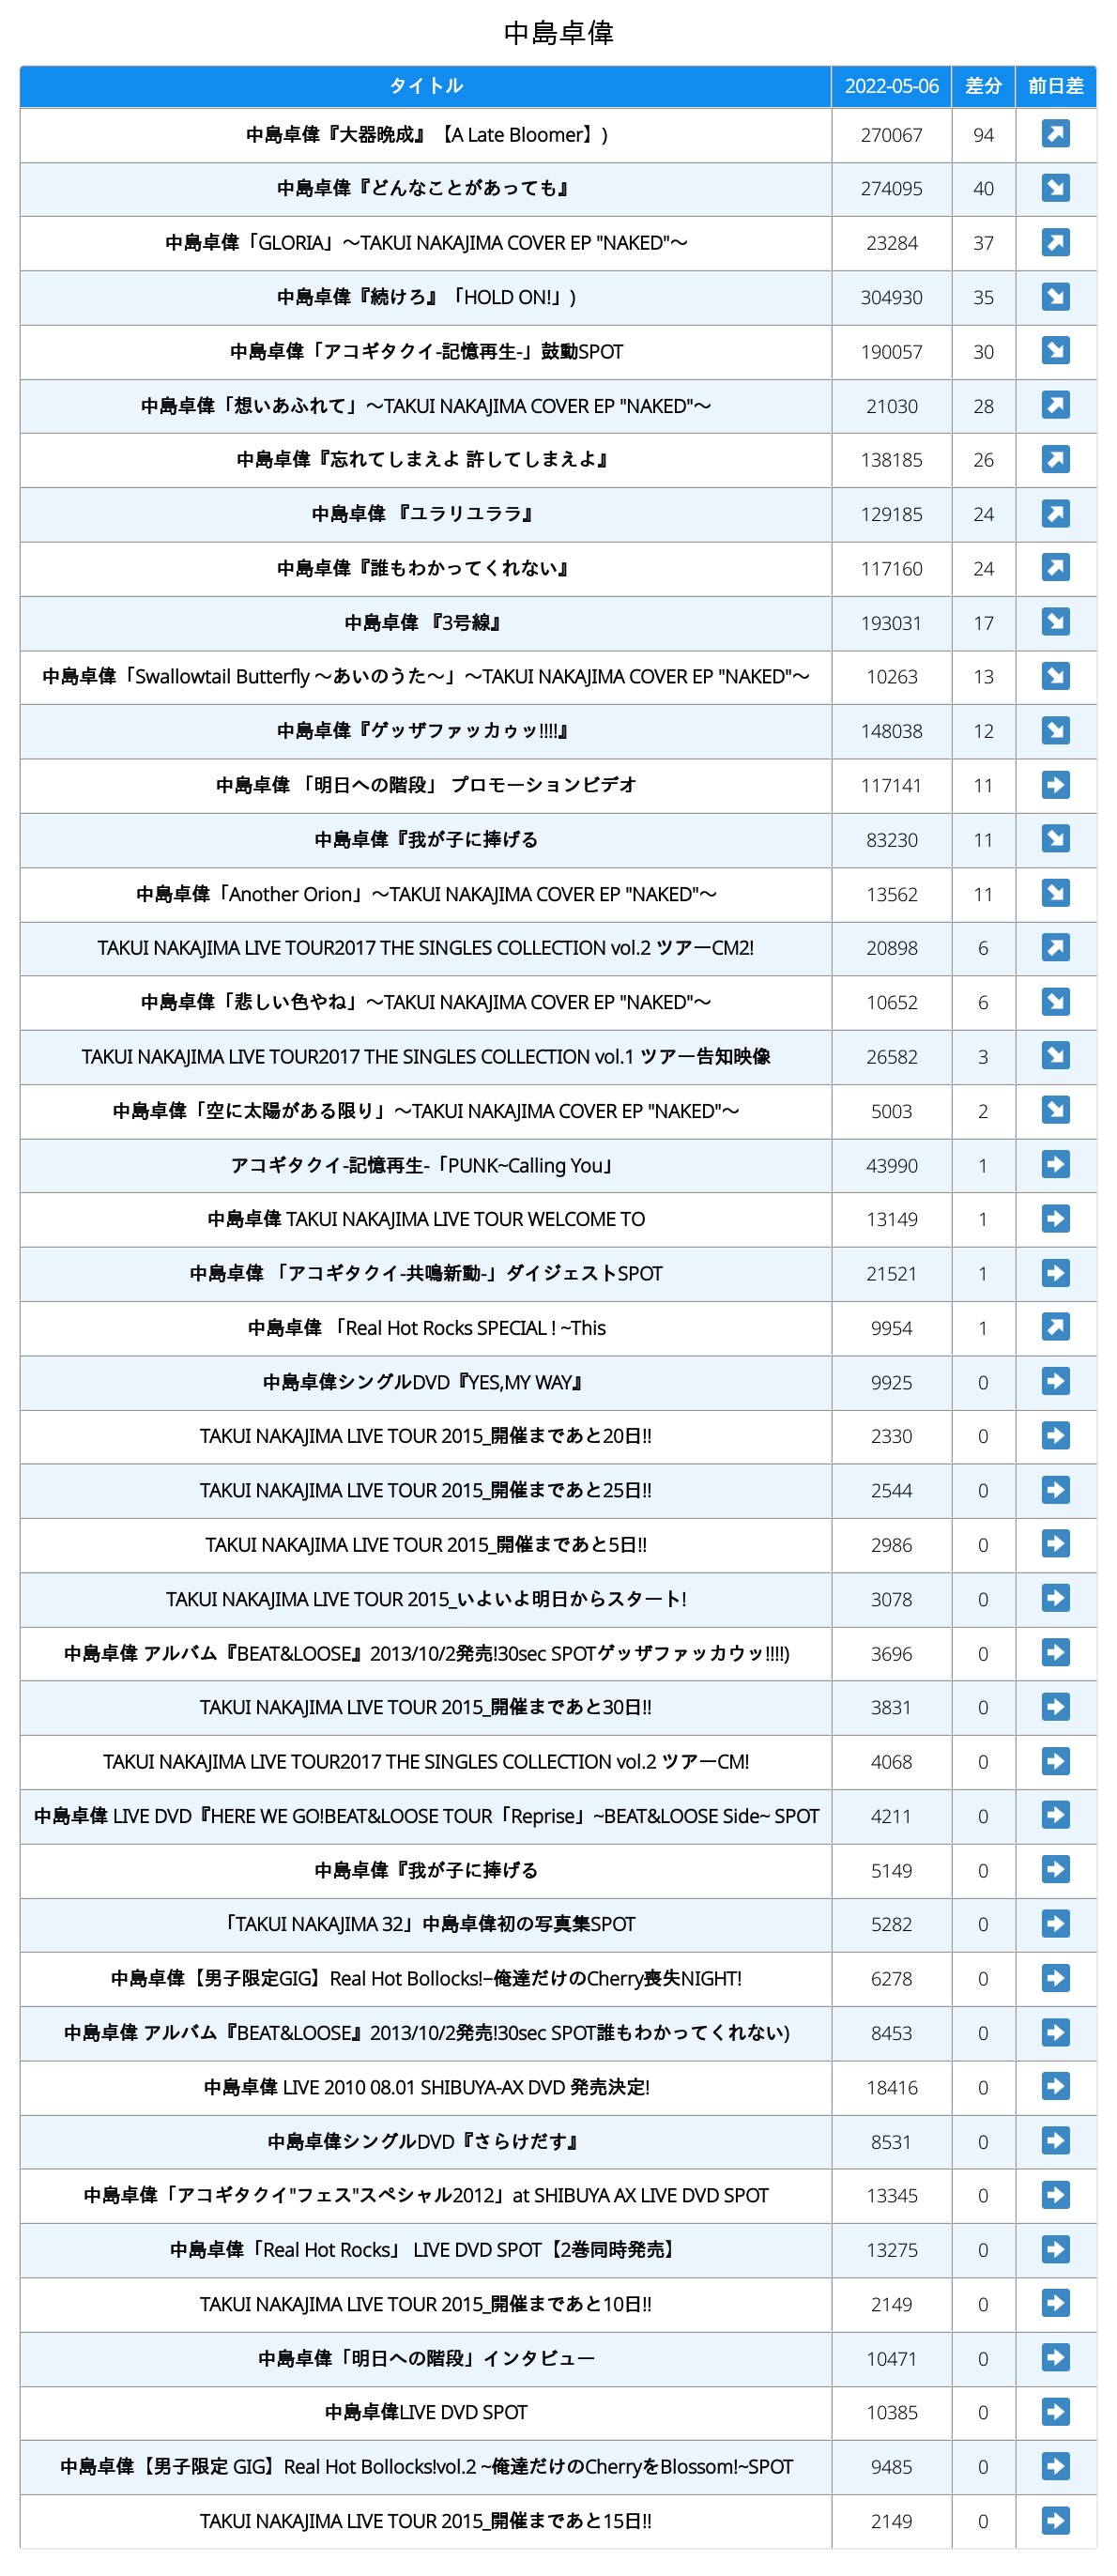 中島卓偉
タイトル 2022-05-06 差分 前日差
中島卓偉『大器晩成』【A Late Bloomer】) 270067 94 ↗
中島卓偉『どんなことがあっても』 274095 40 ↘
中島卓偉「GLORIA」〜TAKUI NAKAJIMA COVER EP "NAKED"〜 23284 37 ↗
中島卓偉『続けろ』「HOLD ON!」) 304930 35 ↘
中島卓偉「アコギタクイ-記憶再生-」鼓動SPOT 190057 30 ↘
中島卓偉「想いあふれて」〜TAKUI NAKAJIMA COVER EP "NAKED"〜 21030 28 ↗
中島卓偉『忘れてしまえよ 許してしまえよ』 138185 26 ↗
中島卓偉 『ユラリユララ』 129185 24 ↗
中島卓偉『誰もわかってくれない』 117160 24 ↗
中島卓偉 『3号線』 193031 17 ↘
中島卓偉「Swallowtail Butterfly 〜あいのうた〜」〜TAKUI NAKAJIMA COVER EP "NAKED"〜 10263 13 ↘
中島卓偉『ゲッザファッカゥッ!!!!』 148038 12 ↘
中島卓偉 「明日への階段」 プロモーションビデオ 117141 11 ➡
中島卓偉『我が子に捧げる 83230 11 ↘
中島卓偉「Another Orion」〜TAKUI NAKAJIMA COVER EP "NAKED"〜 13562 11 ↘
TAKUI NAKAJIMA LIVE TOUR2017 THE SINGLES COLLECTION vol.2 ツアーCM2! 20898 6 ↗
中島卓偉「悲しい色やね」〜TAKUI NAKAJIMA COVER EP "NAKED"〜 10652 6 ↘
TAKUI NAKAJIMA LIVE TOUR2017 THE SINGLES COLLECTION vol.1 ツアー告知映像 26582 3 ↘
中島卓偉「空に太陽がある限り」〜TAKUI NAKAJIMA COVER EP "NAKED"〜 5003 2 ↘
アコギタクイ-記憶再生-「PUNK~Calling You」 43990 1 ➡
中島卓偉 TAKUI NAKAJIMA LIVE TOUR WELCOME TO 13149 1 ➡
中島卓偉 「アコギタクイ-共鳴新動-」ダイジェストSPOT 21521 1 ➡
中島卓偉 「Real Hot Rocks SPECIAL ! ~This 9954 1 ↗
中島卓偉シングルDVD『YES,MY WAY』 9925 0 ➡
TAKUI NAKAJIMA LIVE TOUR 2015_開催まであと20日!! 2330 0 ➡
TAKUI NAKAJIMA LIVE TOUR 2015_開催まであと25日!! 2544 0 ➡
TAKUI NAKAJIMA LIVE TOUR 2015_開催まであと5日!! 2986 0 ➡
TAKUI NAKAJIMA LIVE TOUR 2015_いよいよ明日からスタート! 3078 0 ➡
中島卓偉 アルバム『BEAT&LOOSE』2013/10/2発売!30sec SPOTゲッザファッカウッ!!!!) 3696 0 ➡
TAKUI NAKAJIMA LIVE TOUR 2015_開催まであと30日!! 3831 0 ➡
TAKUI NAKAJIMA LIVE TOUR2017 THE SINGLES COLLECTION vol.2 ツアーCM! 4068 0 ➡
中島卓偉 LIVE DVD『HERE WE GO!BEAT&LOOSE TOUR「Reprise」~BEAT&LOOSE Side~ SPOT 4211 0 ➡
中島卓偉『我が子に捧げる 5149 0 ➡
「TAKUI NAKAJIMA 32」中島卓偉初の写真集SPOT 5282 0 ➡
中島卓偉【男子限定GIG】Real Hot Bollocks!−俺達だけのCherry喪失NIGHT! 6278 0 ➡
中島卓偉 アルバム『BEAT&LOOSE』2013/10/2発売!30sec SPOT誰もわかってくれない) 8453 0 ➡
中島卓偉 LIVE 2010 08.01 SHIBUYA-AX DVD 発売決定! 18416 0 ➡
中島卓偉シングルDVD『さらけだす』 8531 0 ➡
中島卓偉「アコギタクイ"フェス"スペシャル2012」at SHIBUYA AX LIVE DVD SPOT 13345 0 ➡
中島卓偉「Real Hot Rocks」 LIVE DVD SPOT【2巻同時発売】 13275 0 ➡
TAKUI NAKAJIMA LIVE TOUR 2015_開催まであと10日!! 2149 0 ➡
中島卓偉「明日への階段」インタビュー 10471 0 ➡
中島卓偉LIVE DVD SPOT 10385 0 ➡
中島卓偉【男子限定 GIG】Real Hot Bollocks!vol.2 ~俺達だけのCherryをBlossom!~SPOT 9485 0 ➡
TAKUI NAKAJIMA LIVE TOUR 2015_開催まであと15日!! 2149 0 ➡